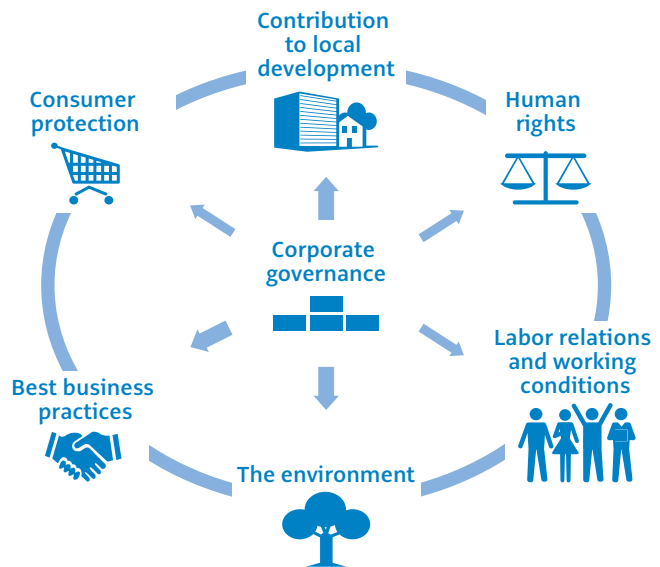 Contribution
to local
development
Human
rights
Labor relations
and working
conditions
The environment
Best business
practices
Consumer
protection
Corporate
governance